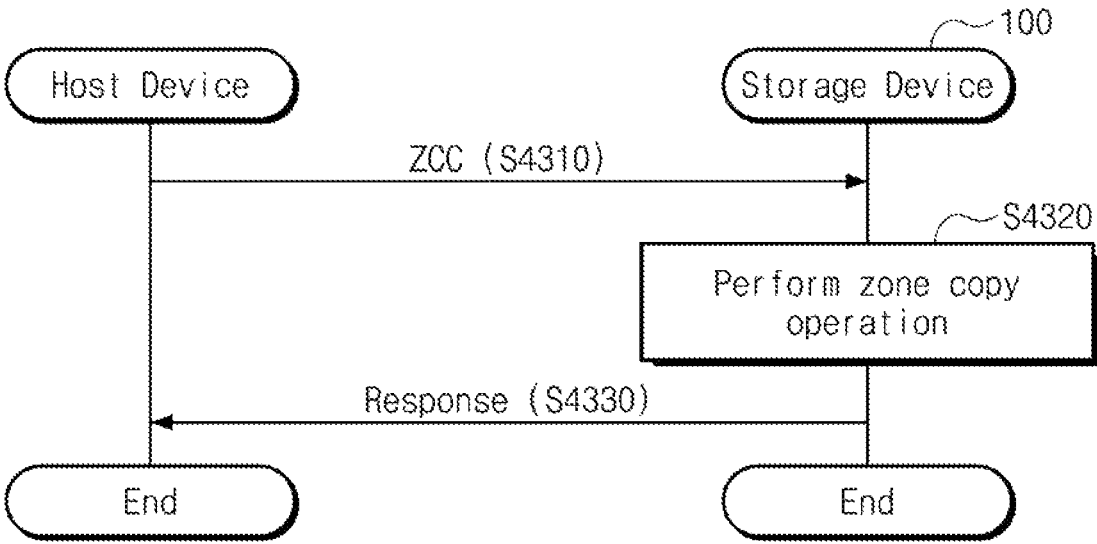 100
Host Device
Storage Device
ZCC (S4310)
S4320
Perform zone copy
operation
Response (S4330)
End
End